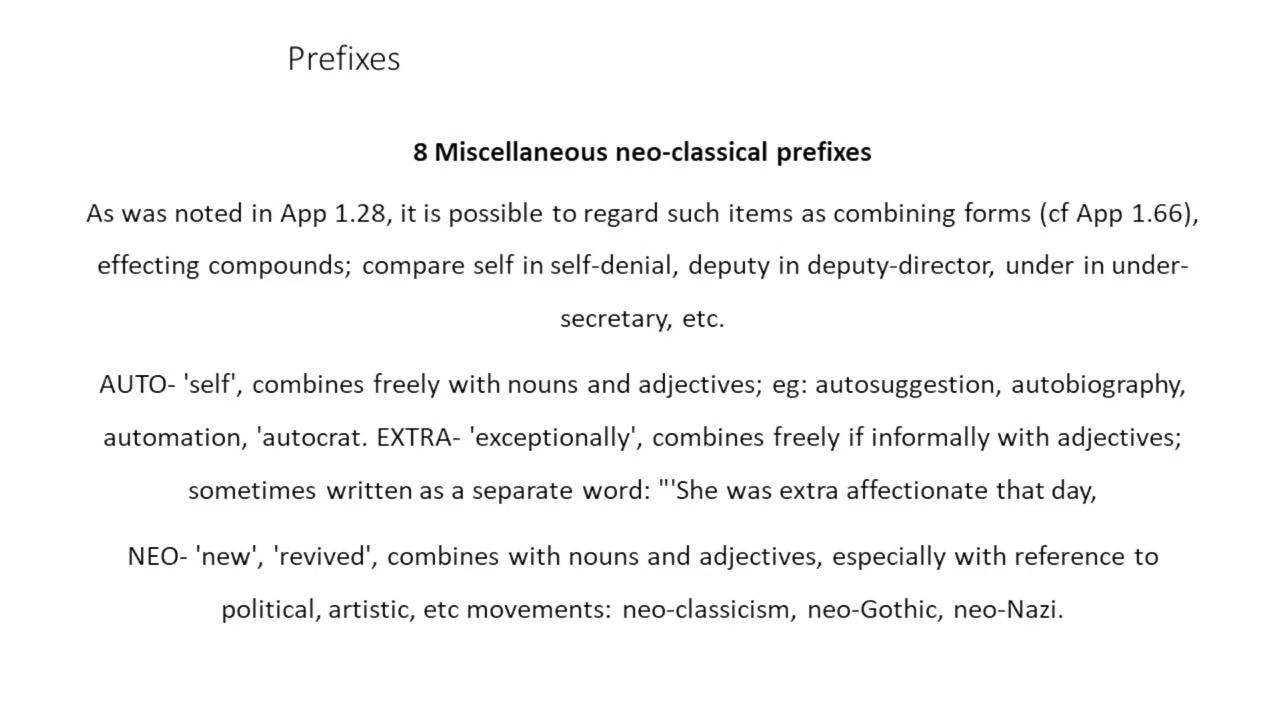 Prefixes
8 Miscellaneous neo-classical prefixes
As was noted in App 1.28, it is possible to regard such items as combining forms (cf App 1.66),
effecting compounds; compare self in self-denial, deputy in deputy-director, under in under-
secretary, etc.
AUTO- 'self', combines freely with nouns and adjectives; eg: autosuggestion, autobiography,
automation, 'autocrat. EXTRA- 'exceptionally', combines freely if informally with adjectives;
sometimes written as a separate word: "'She was extra affectionate that day,
NEO- 'new', 'revived', combines with nouns and adjectives, especially with reference to
political, artistic, etc movements: neo-classicism, neo-Gothic, neo-Nazi.